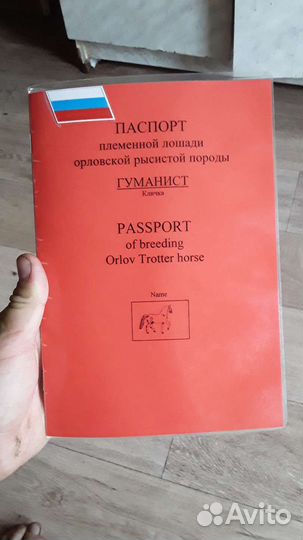 ПАСПОРТ
племенной лошади
орловской рысистой породы
ГУМАНИСТ
Кличка
PASSPORT
of breeding
Orlov Trotter horse
Name
Avito